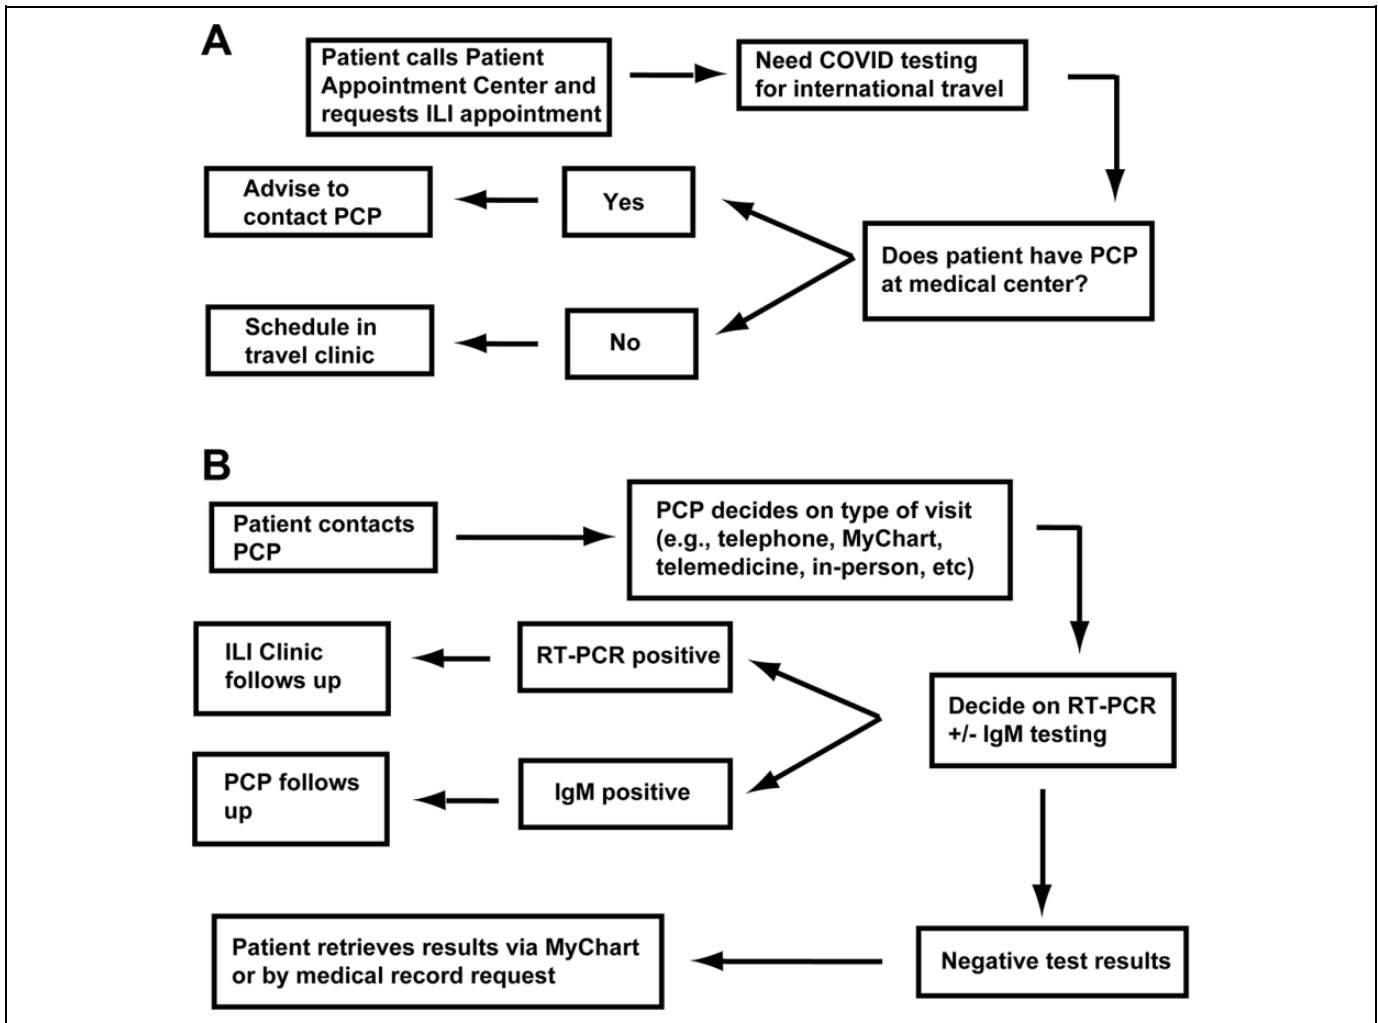 A
Patient calls Patient
Appointment Center and
requests ILI appointment
Need COVID testing
for international travel
Does patient have PCP
at medical center?
Yes
Advise to
contact PCP
No
Schedule in
travel clinic
B
Patient contacts
PCP
PCP decides on type of visit
(e.g., telephone, MyChart,
telemedicine, in-person, etc)
Decide on RT-PCR
+/- IgM testing
RT-PCR positive
ILI Clinic
follows up
IgM positive
PCP follows
up
Negative test results
Patient retrieves results via MyChart
or by medical record request